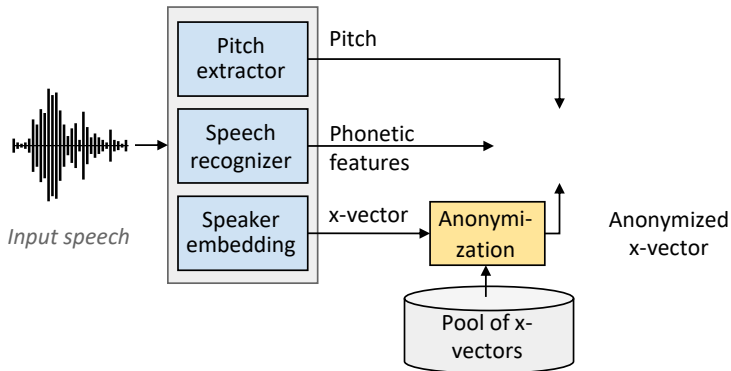 Pitch
extractor
Pitch
Speech
recognizer
Phonetic
features
Input speech
Speaker
embedding
x-vector
Anonymi-
zation
Anonymized
x-vector
Pool of x-
vectors